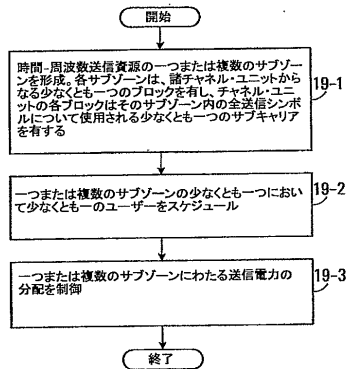 開始
時間-周波数送信資源の一つまたは複数のサブゾー
ンを形成。各サブゾーンは、諸チャネル・ユニットから
なる少なくとも一つのブロックを有し、チャネル・ユニ
ットの各ブロックはそのサブゾーン内の全送信シンボ
ルについて使用される少なくとも一つのサブキャリア
を有する
19-1
一つまたは複数のサブゾーンの少なくとも一つにおい
て少なくとも一のユーザーをスケジュール
19-2
一つまたは複数のサブゾーンにわたる送信電力の
分配を制御
19-3
終了